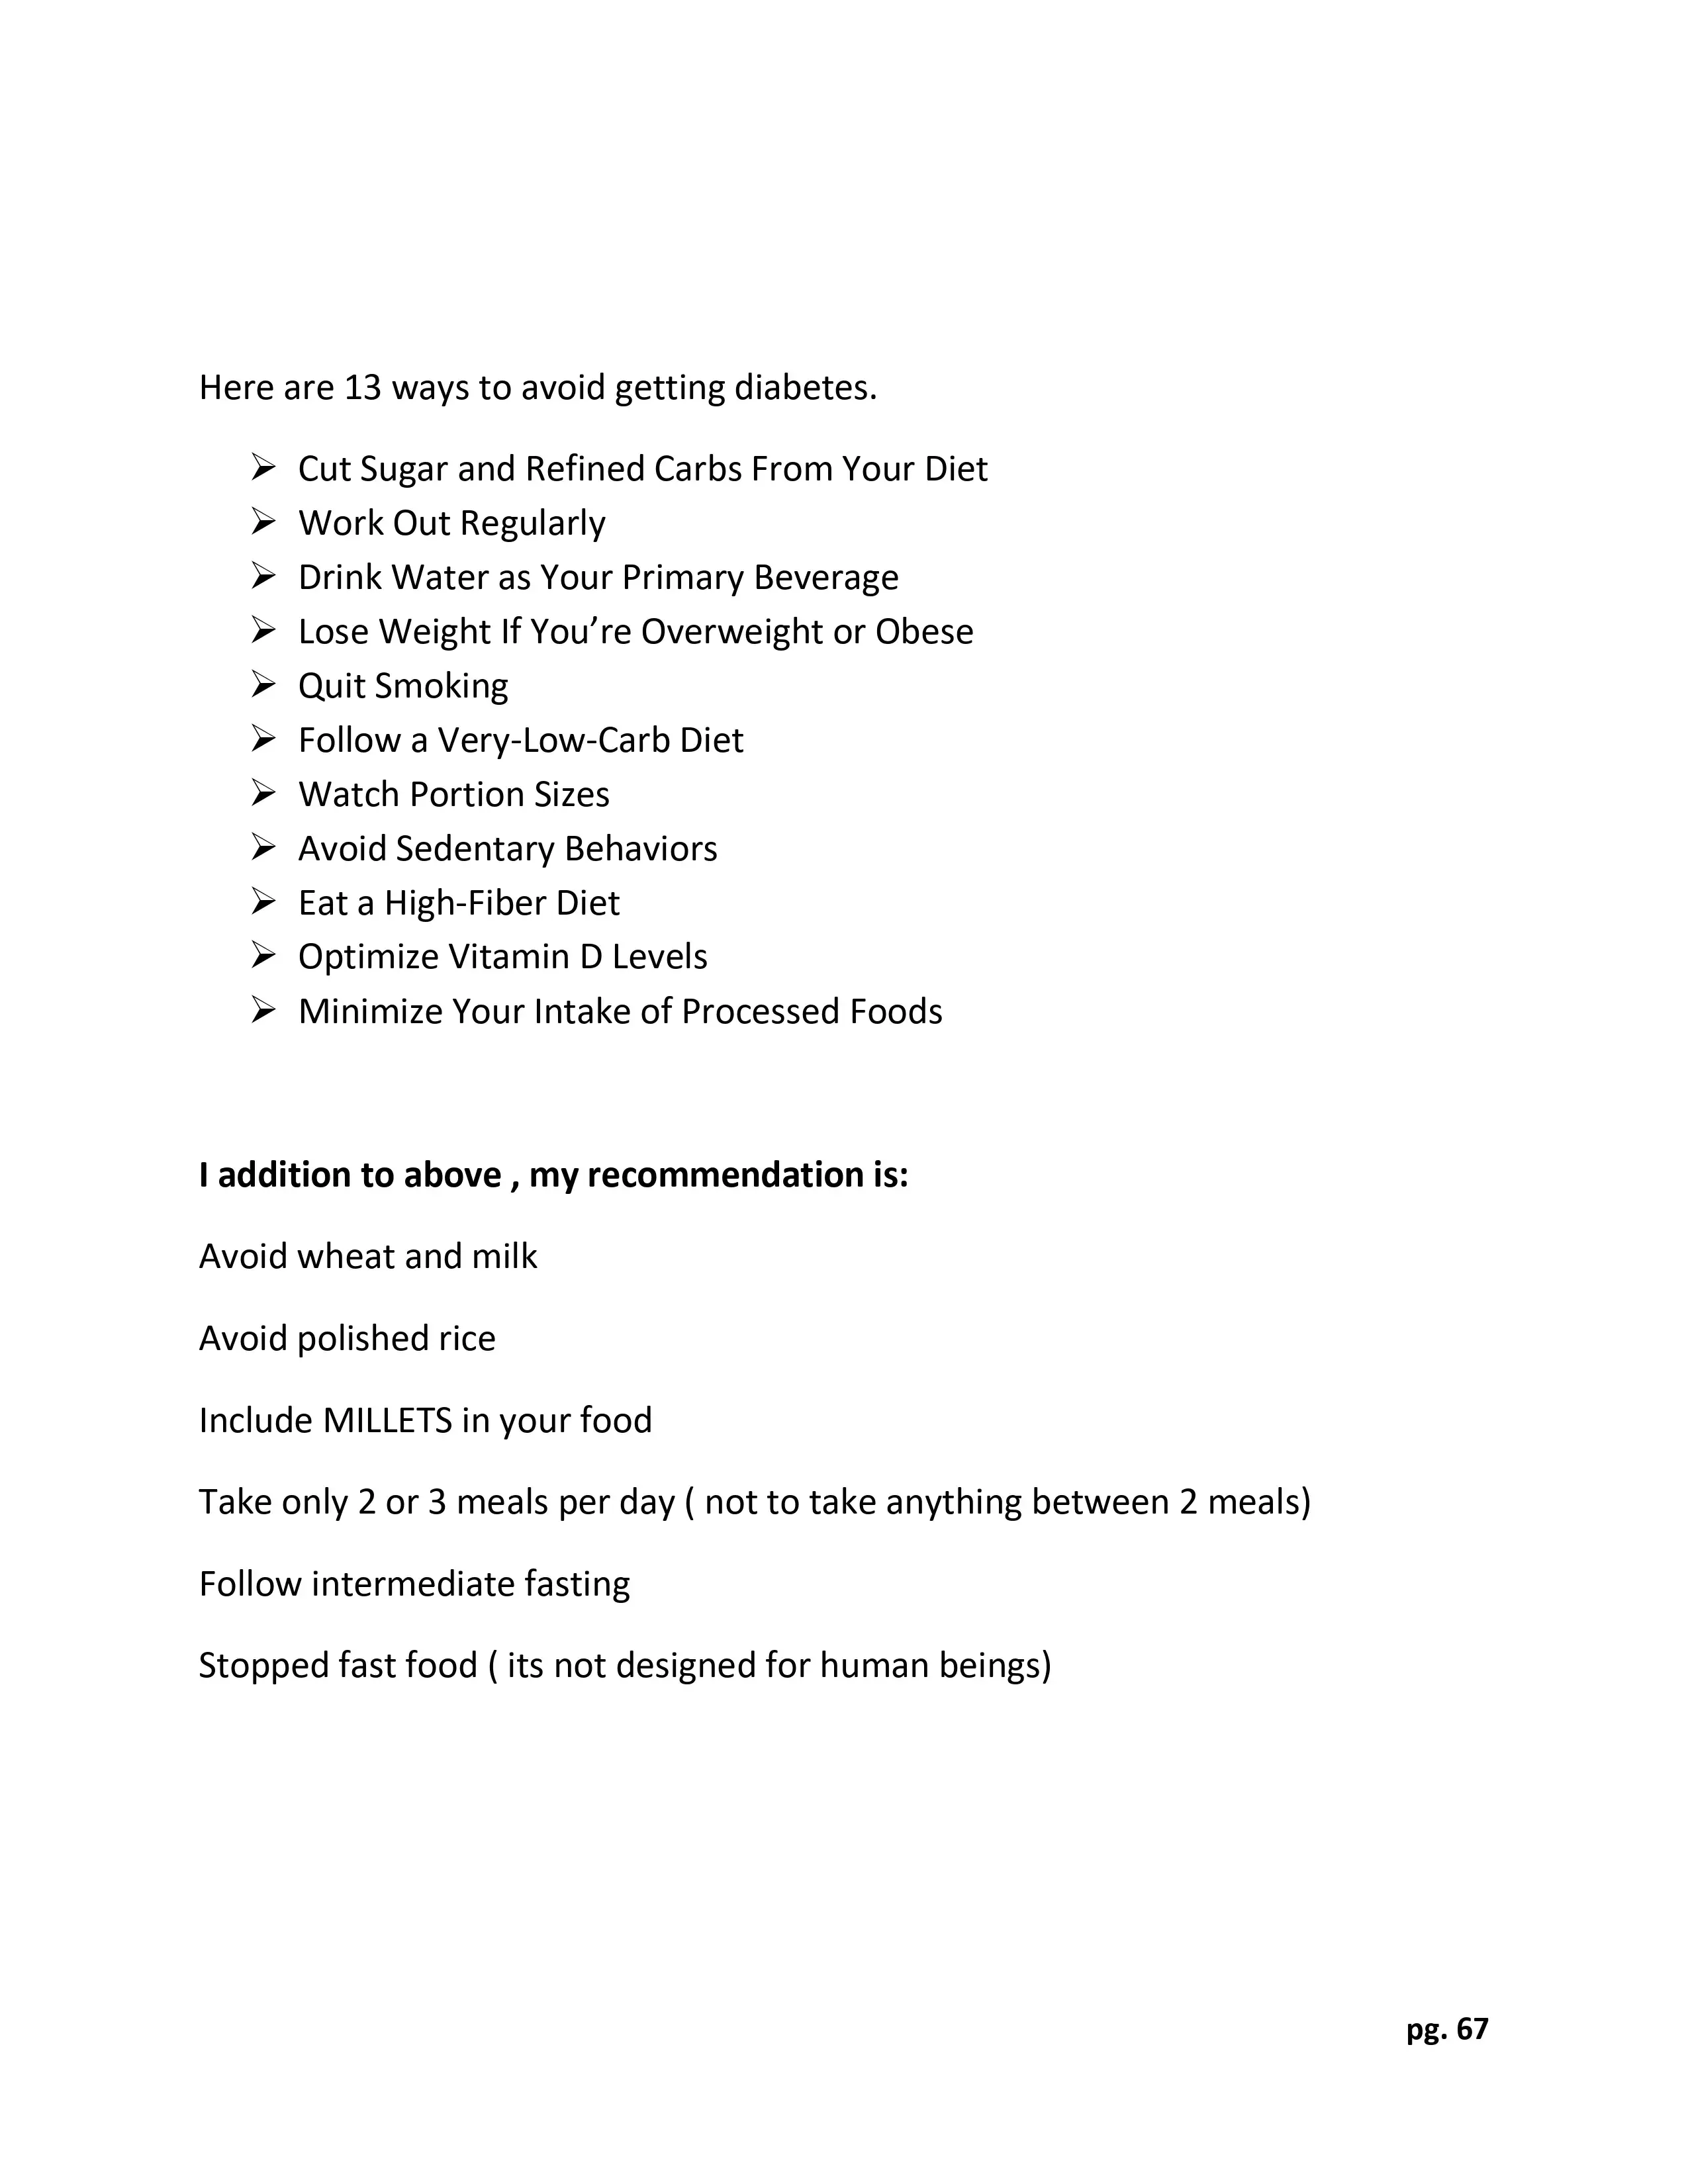 Here are 13 ways to avoid getting diabetes.
➢ Cut Sugar and Refined Carbs From Your Diet
➢ Work Out Regularly
➢ Drink Water as Your Primary Beverage
➢ Lose Weight If You’re Overweight or Obese
➢ Quit Smoking
➢ Follow a Very-Low-Carb Diet
➢ Watch Portion Sizes
➢ Avoid Sedentary Behaviors
➢ Eat a High-Fiber Diet
➢ Optimize Vitamin D Levels
➢ Minimize Your Intake of Processed Foods
I addition to above , my recommendation is:
Avoid wheat and milk
Avoid polished rice
Include MILLETS in your food
Take only 2 or 3 meals per day ( not to take anything between 2 meals)
Follow intermediate fasting
Stopped fast food ( its not designed for human beings)
pg. 67